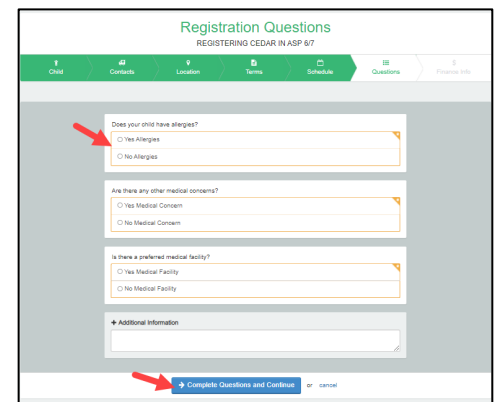 Registration Questions
REGISTERING CEDAR IN ASP 6/7
Child Contacts Location Terms Schedule Questions Finance Info
Does your child have allergies?
Yes Allergies
No Allergies
Are there any other medical concerns?
Yes Medical Concern
No Medical Concern
Is there a preferred medical facility?
Yes Medical Facility
No Medical Facility
+ Additional Information
→ Complete Questions and Continue or cancel